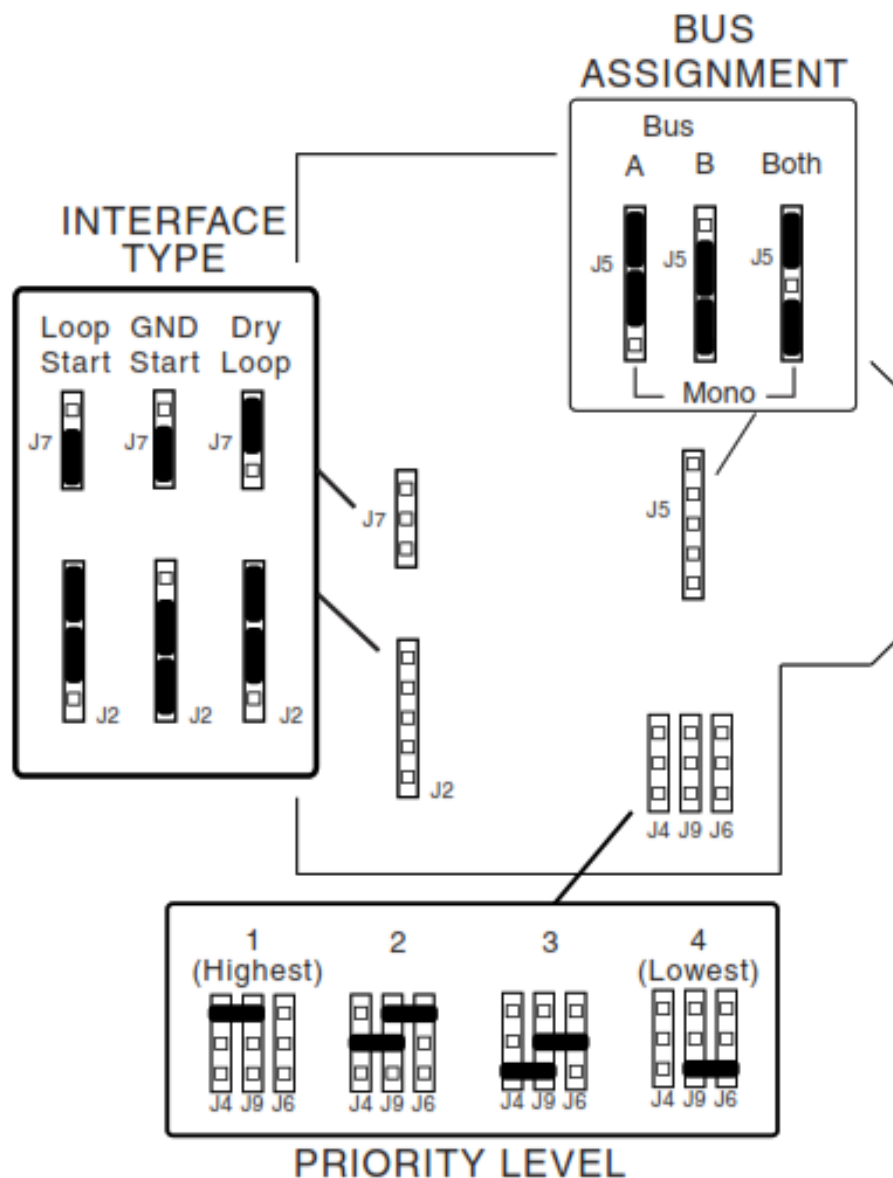 BUS
ASSIGNMENT
Bus
A B Both
J5 J5 J5
Mono
INTERFACE
TYPE
Loop GND Dry
Start Start Loop
J7 J7 J7
J2 J2 J2
J7
J5
J2
J4 J9 J6
1 2 3 4
(Highest) (Lowest)
J4 J9 J6 J4 J9 J6 J4 J9 J6 J4 J9 J6
PRIORITY LEVEL